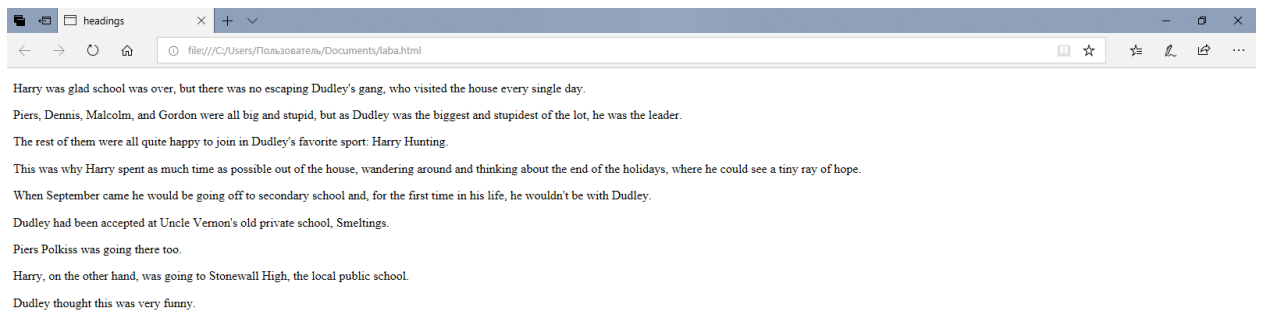 headings
file:///C:/Users/Пользователь/Documents/laba.html
Harry was glad school was over, but there was no escaping Dudley's gang, who visited the house every single day.
Piers, Dennis, Malcolm, and Gordon were all big and stupid, but as Dudley was the biggest and stupidest of the lot, he was the leader.
The rest of them were all quite happy to join in Dudley's favorite sport: Harry Hunting.
This was why Harry spent as much time as possible out of the house, wandering around and thinking about the end of the holidays, where he could see a tiny ray of hope.
When September came he would be going off to secondary school and, for the first time in his life, he wouldn't be with Dudley.
Dudley had been accepted at Uncle Vernon's old private school, Smeltings.
Piers Polkiss was going there too.
Harry, on the other hand, was going to Stonewall High, the local public school.
Dudley thought this was very funny.